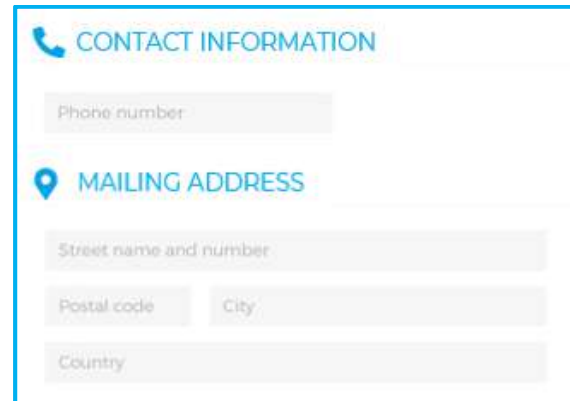 CONTACT INFORMATION
Phone number
MAILING ADDRESS
Street name and number
Postal code City
Country